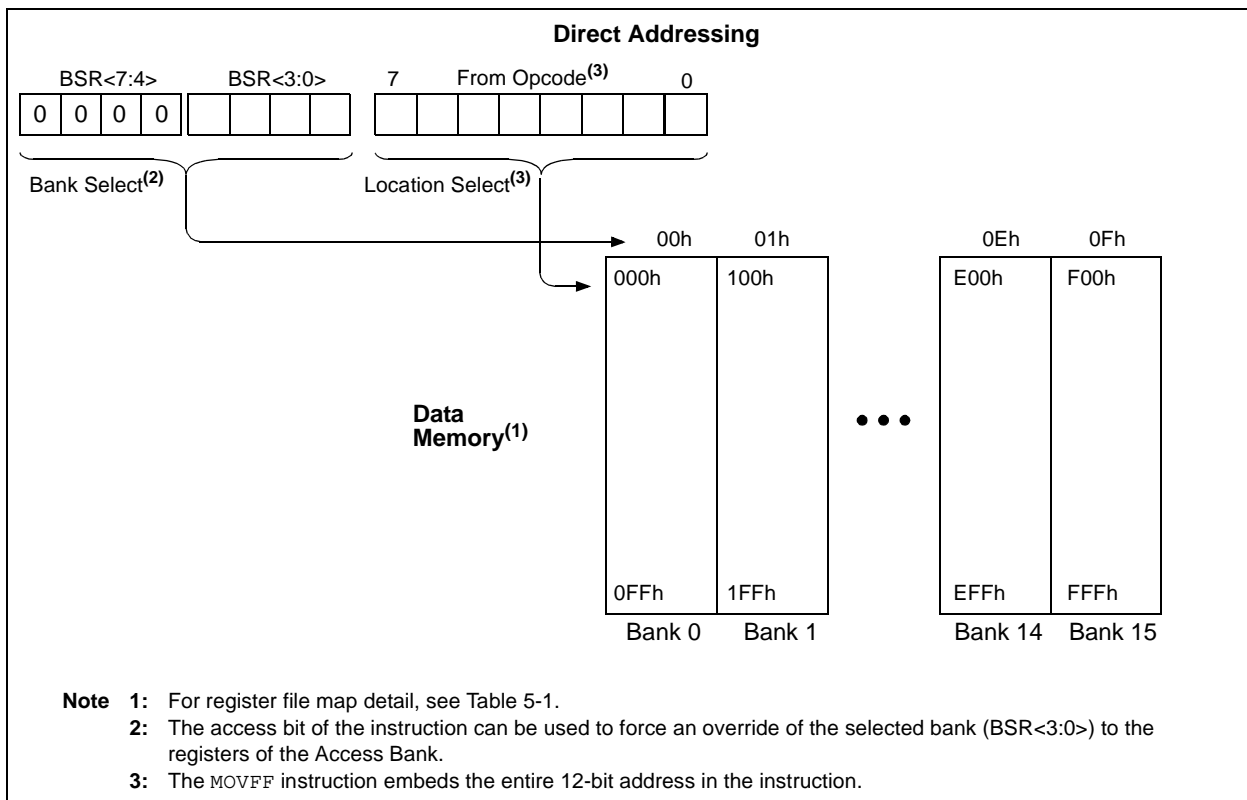 Direct Addressing
BSR<7:4> BSR<3:0> 7 From Opcode(3) 0
0 0 0 0
Bank Select(2) Location Select(3)
00h 01h 0Eh 0Fh
000h 100h E00h F00h
Data
Memory(1)
0FFh 1FFh EFFh FFFh
Bank 0 Bank 1 Bank 14 Bank 15
Note 1: For register file map detail, see Table 5-1.
2: The access bit of the instruction can be used to force an override of the selected bank (BSR<3:0>) to the
registers of the Access Bank.
3: The MOVFF instruction embeds the entire 12-bit address in the instruction.